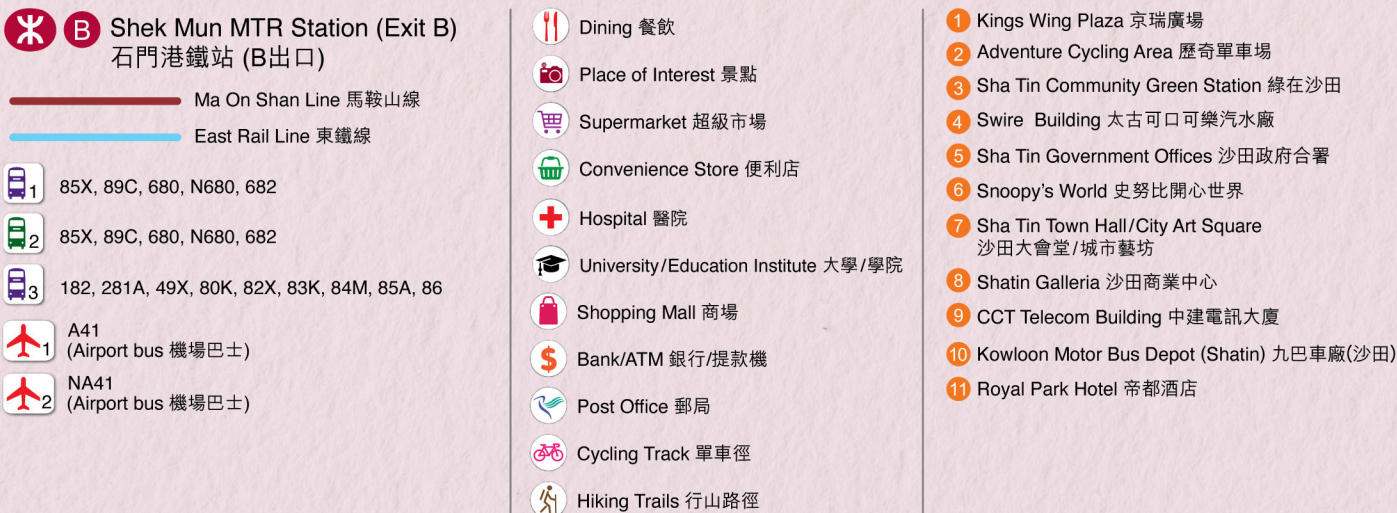 B Shek Mun MTR Station (Exit B)
石門港鐵站 (B出口)
Ma On Shan Line 馬鞍山線
East Rail Line 東鐵線
1 85X, 89C, 680, N680, 682
2 85X, 89C, 680, N680, 682
3 182, 281A, 49X, 80K, 82X, 83K, 84M, 85A, 86
1 A41
(Airport bus 機場巴士)
2 NA41
(Airport bus 機場巴士)
Dining 餐飲
Place of Interest 景點
Supermarket 超級市場
Convenience Store 便利店
Hospital 醫院
University/Education Institute 大學/學院
Shopping Mall 商場
$ Bank/ATM 銀行/提款機
Post Office 郵局
Cycling Track 單車徑
Hiking Trails 行山路徑
1 Kings Wing Plaza 京瑞廣場
2 Adventure Cycling Area 歷奇單車場
3 Sha Tin Community Green Station 綠在沙田
4 Swire Building 太古可口可樂汽水廠
5 Sha Tin Government Offices 沙田政府合署
6 Snoopy's World 史努比開心世界
7 Sha Tin Town Hall/City Art Square
沙田大會堂/城市藝坊
8 Shatin Galleria 沙田商業中心
9 CCT Telecom Building 中建電訊大廈
10 Kowloon Motor Bus Depot (Shatin) 九巴車廠(沙田)
11 Royal Park Hotel 帝都酒店